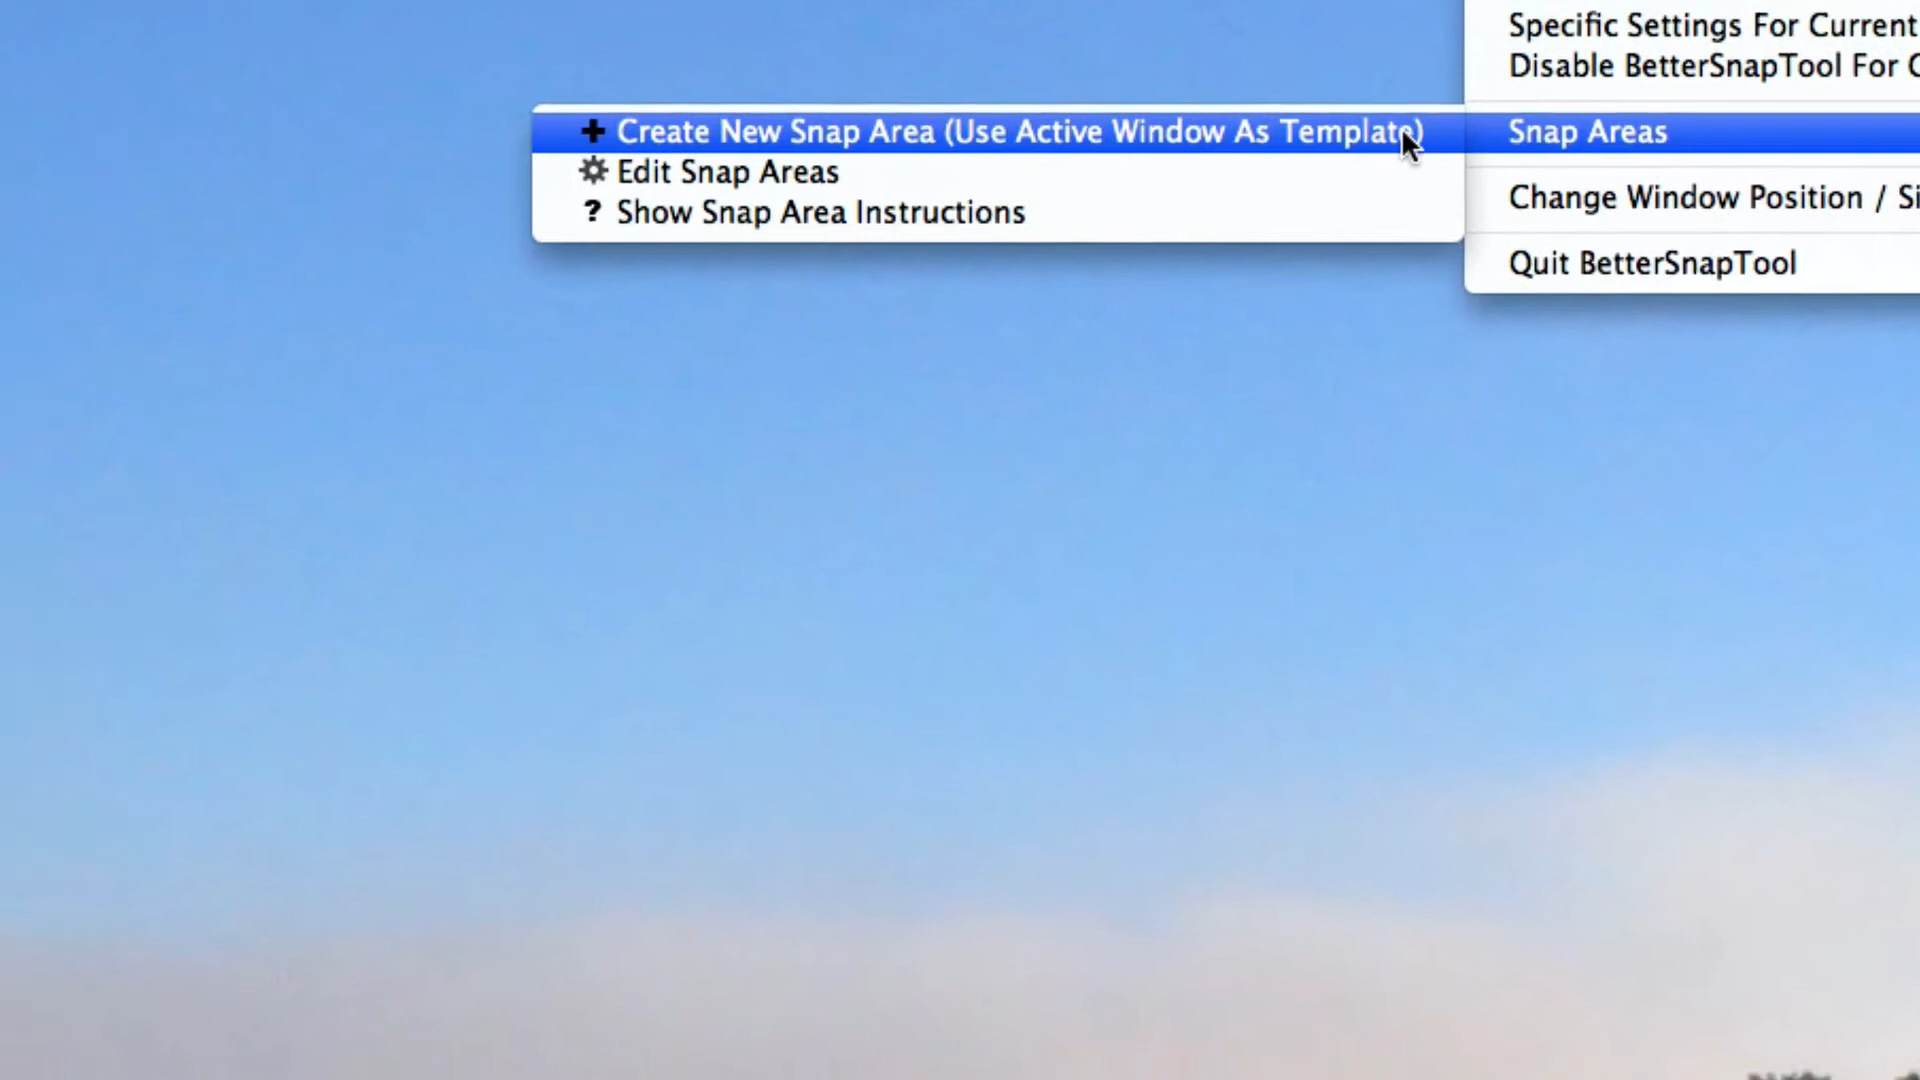 Specific Settings For Current
Disable BetterSnapTool For
Create New Snap Area (Use Active Window As Template)
Snap Areas
Edit Snap Areas
Show Snap Area Instructions
Change Window Position /
Quit BetterSnapTool